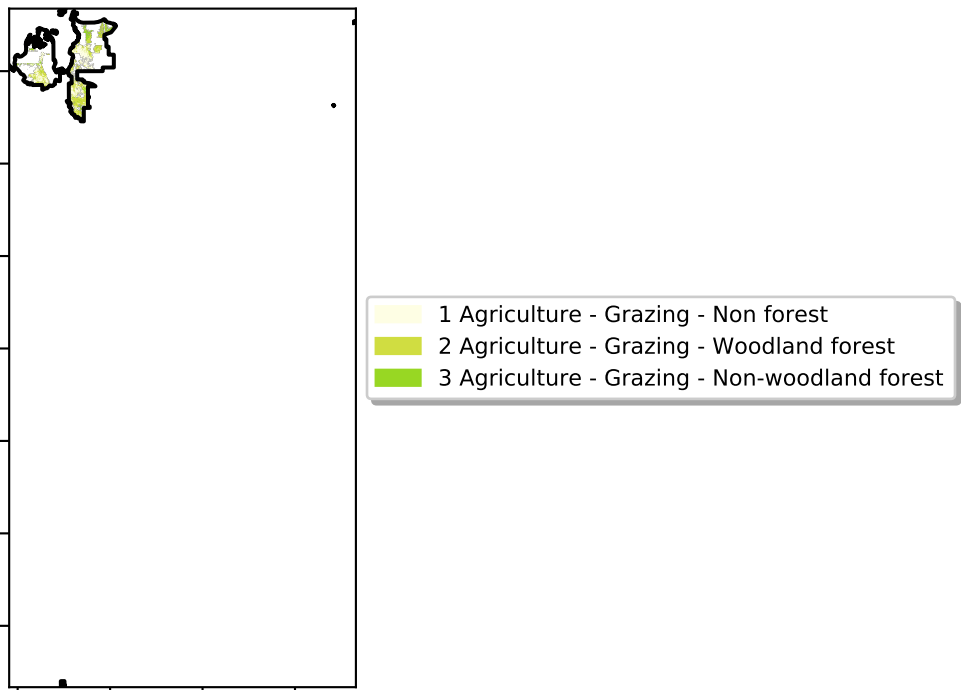 1 Agriculture - Grazing - Non forest
2 Agriculture - Grazing - Woodland forest
3 Agriculture - Grazing - Non-woodland forest